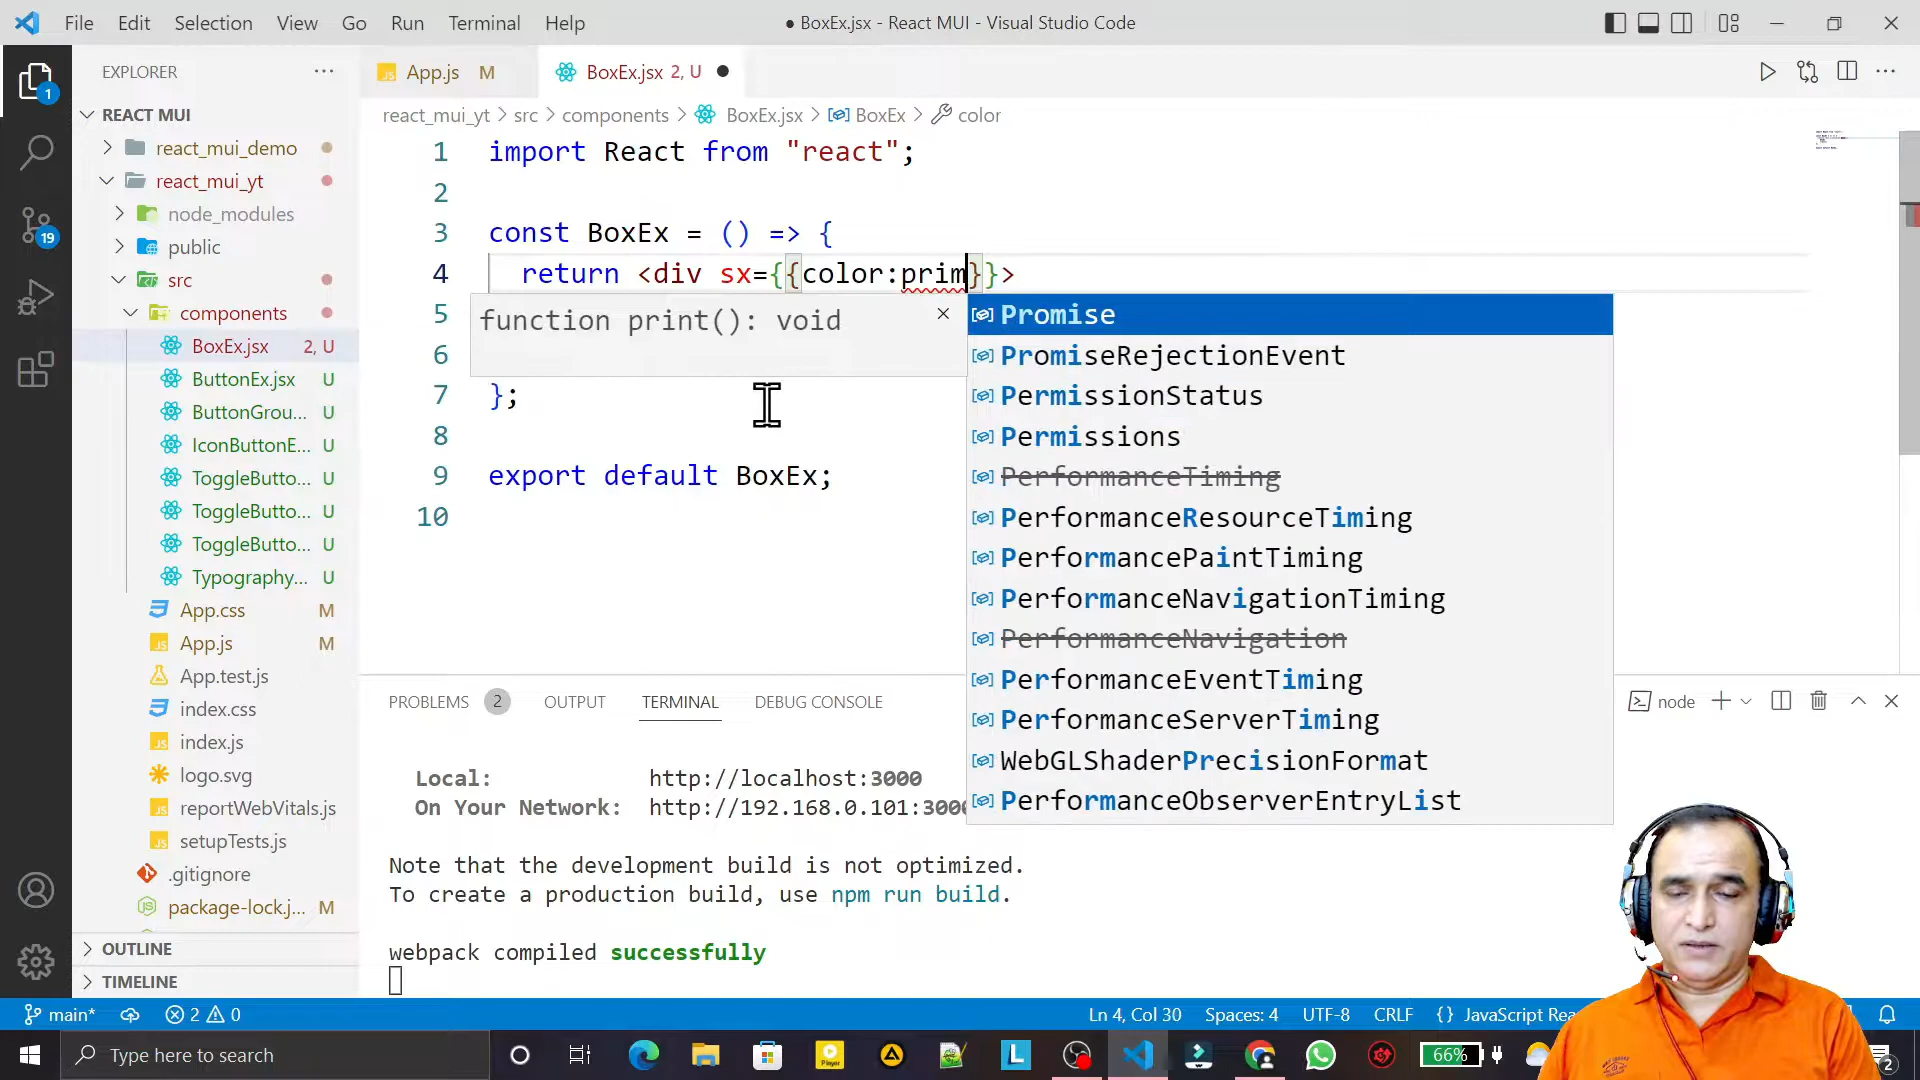 File Edit Selection View Go Run Terminal Help
● BoxEx.jsx - React MUI - Visual Studio Code
EXPLORER
App.js M
BoxEx.jsx 2, U
REACT MUI
react_mui_yt > src > components > BoxEx.jsx > BoxEx > color
react_mui_demo
react_mui_yt
node_modules
public
src
components
BoxEx.jsx 2, U
ButtonEx.jsx U
ButtonGrou... U
IconButtonE... U
ToggleButto... U
ToggleButto... U
ToggleButto... U
Typography... U
App.css M
App.js M
App.test.js
index.css
index.js
logo.svg
reportWebVitals.js
setupTests.js
.gitignore
package-lock.j... M
OUTLINE
TIMELINE
1 import React from "react";
2
3 const BoxEx = () => {
4 return <div sx={{color:prim}}>
5
6
7 };
8
9 export default BoxEx;
10
function print(): void
Promise
PromiseRejectionEvent
PermissionStatus
Permissions
PerformanceTiming
PerformanceResourceTiming
PerformancePaintTiming
PerformanceNavigationTiming
PerformanceNavigation
PerformanceEventTiming
PerformanceServerTiming
WebGLShaderPrecisionFormat
PerformanceObserverEntryList
PROBLEMS 2 OUTPUT TERMINAL DEBUG CONSOLE
node
Local: http://localhost:3000
On Your Network: http://192.168.0.101:3000
Note that the development build is not optimized.
To create a production build, use npm run build.
webpack compiled successfully
1
19
main* 2 0
Ln 4, Col 30 Spaces: 4 UTF-8 CRLF {} JavaScript Rea
Type here to search
Player
L
66%
2